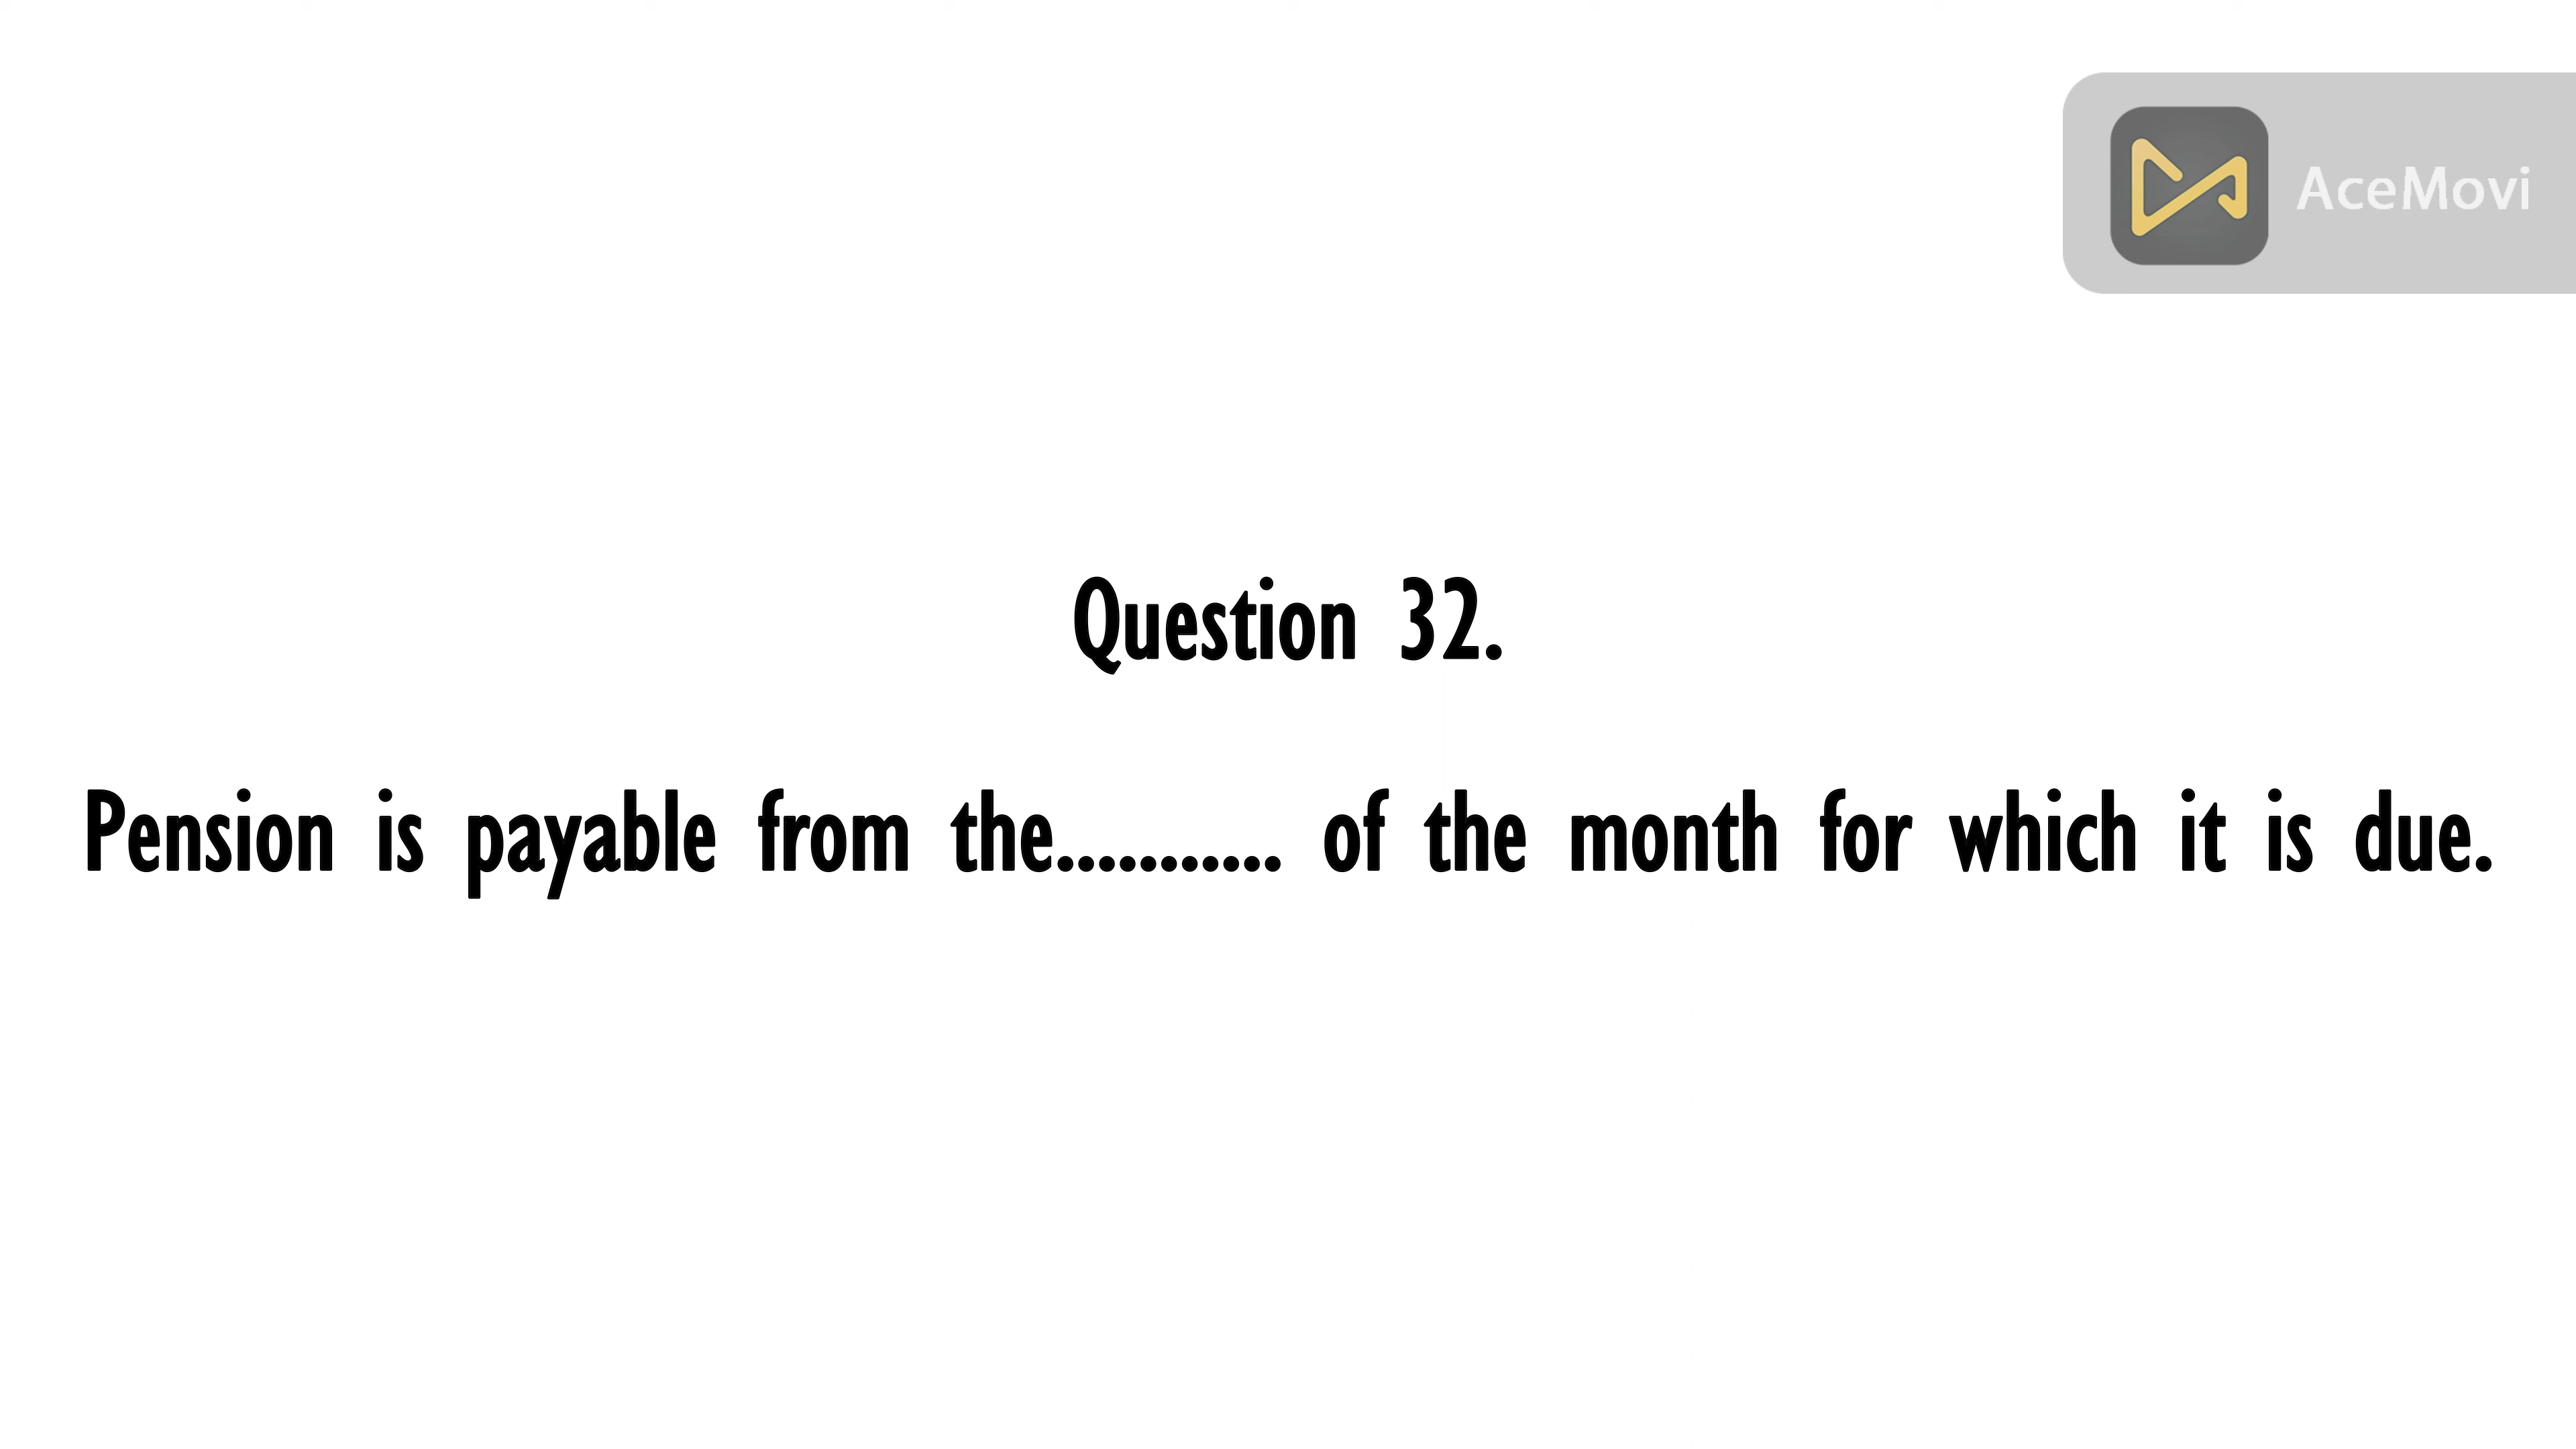 AceMovi
Question 32.
Pension is payable from the........... of the month for which it is due.